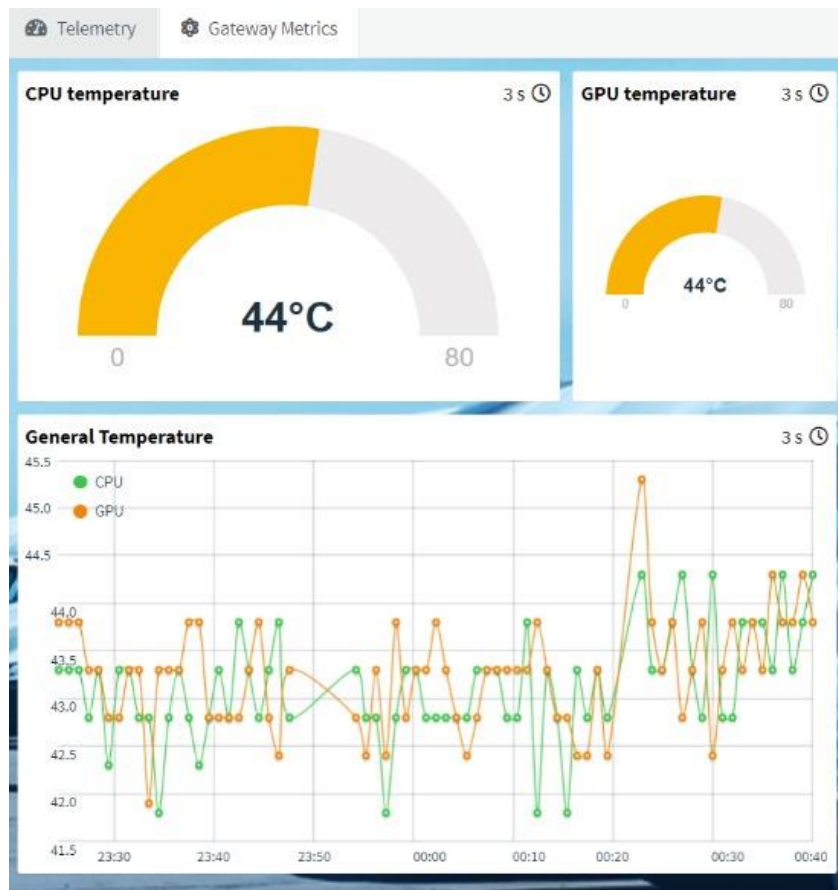 Telemetry
Gateway Metrics
CPU temperature
3 s
44°C
0
80
GPU temperature
3 s
44°C
0
80
General Temperature
3 s
CPU
GPU
45.5
45.0
44.5
44.0
43.5
43.0
42.5
42.0
41.5
23:30
23:40
23:50
00:00
00:10
00:20
00:30
00:40